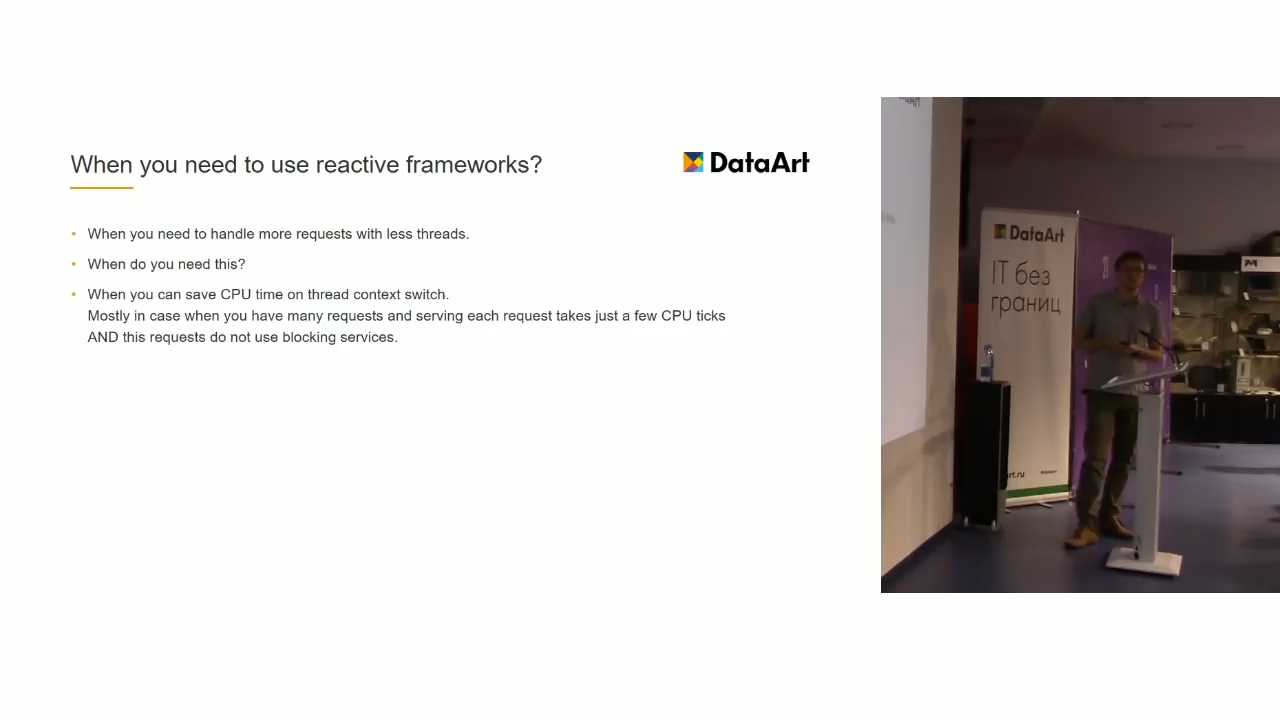 When you need to use reactive frameworks?
DataArt
• When you need to handle more requests with less threads.
• When do you need this?
• When you can save CPU time on thread context switch.
Mostly in case when you have many requests and serving each request takes just a few CPU ticks
AND this requests do not use blocking services.
DataArt
IT без
границ